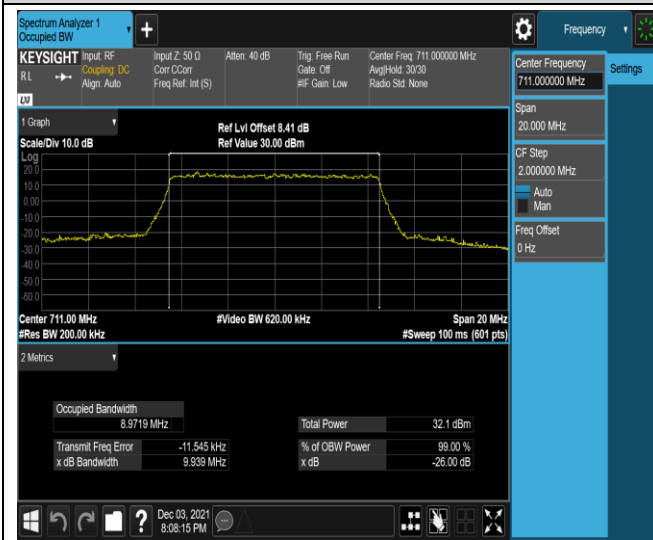 Spectrum Analyzer 1
Occupied BW
+
Frequency
KEYSIGHT
RL
LXI
Input: RF
Coupling: DC
Align: Auto
Input Z: 50 Ω
Corr CCorr
Freq Ref: Int (S)
Atten: 40 dB
Trig: Free Run
Gate: Off
#IF Gain: Low
Center Freq: 711.000000 MHz
Avg|Hold: 30/30
Radio Std: None
Center Frequency
711.000000 MHz
Settings
Span
20.000 MHz
CF Step
2.000000 MHz
Auto
Man
Freq Offset
0 Hz
1 Graph
Scale/Div 10.0 dB
Ref Lvl Offset 8.41 dB
Ref Value 30.00 dBm
Log
20.0
10.0
0.00
-10.0
-20.0
-30.0
-40.0
-50.0
-60.0
Center 711.00 MHz
#Video BW 620.00 kHz
Span 20 MHz
#Res BW 200.00 kHz
#Sweep 100 ms (601 pts)
2 Metrics
Occupied Bandwidth
8.9719 MHz
Total Power 32.1 dBm
Transmit Freq Error -11.545 kHz
% of OBW Power 99.00 %
x dB Bandwidth 9.939 MHz
x dB -26.00 dB
?
Dec 03, 2021
8:08:15 PM